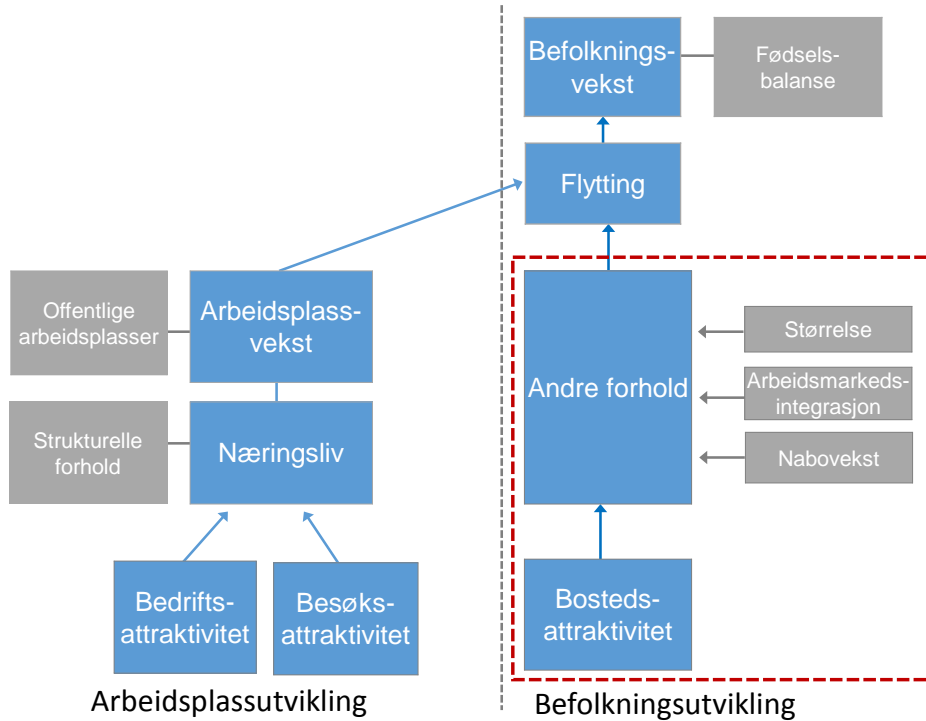 Befolknings-
vekst
Fødsels-
balanse
Flytting
Offentlige
arbeidsplasser
Arbeidsplass-
vekst
Strukturelle
forhold
Næringsliv
Bedrifts-
attraktivitet
Besøks-
attraktivitet
Arbeidsplassutvikling
Andre forhold
Størrelse
Arbeidsmarkeds-
integrasjon
Nabovekst
Bosteds-
attraktivitet
Befolkningsutvikling